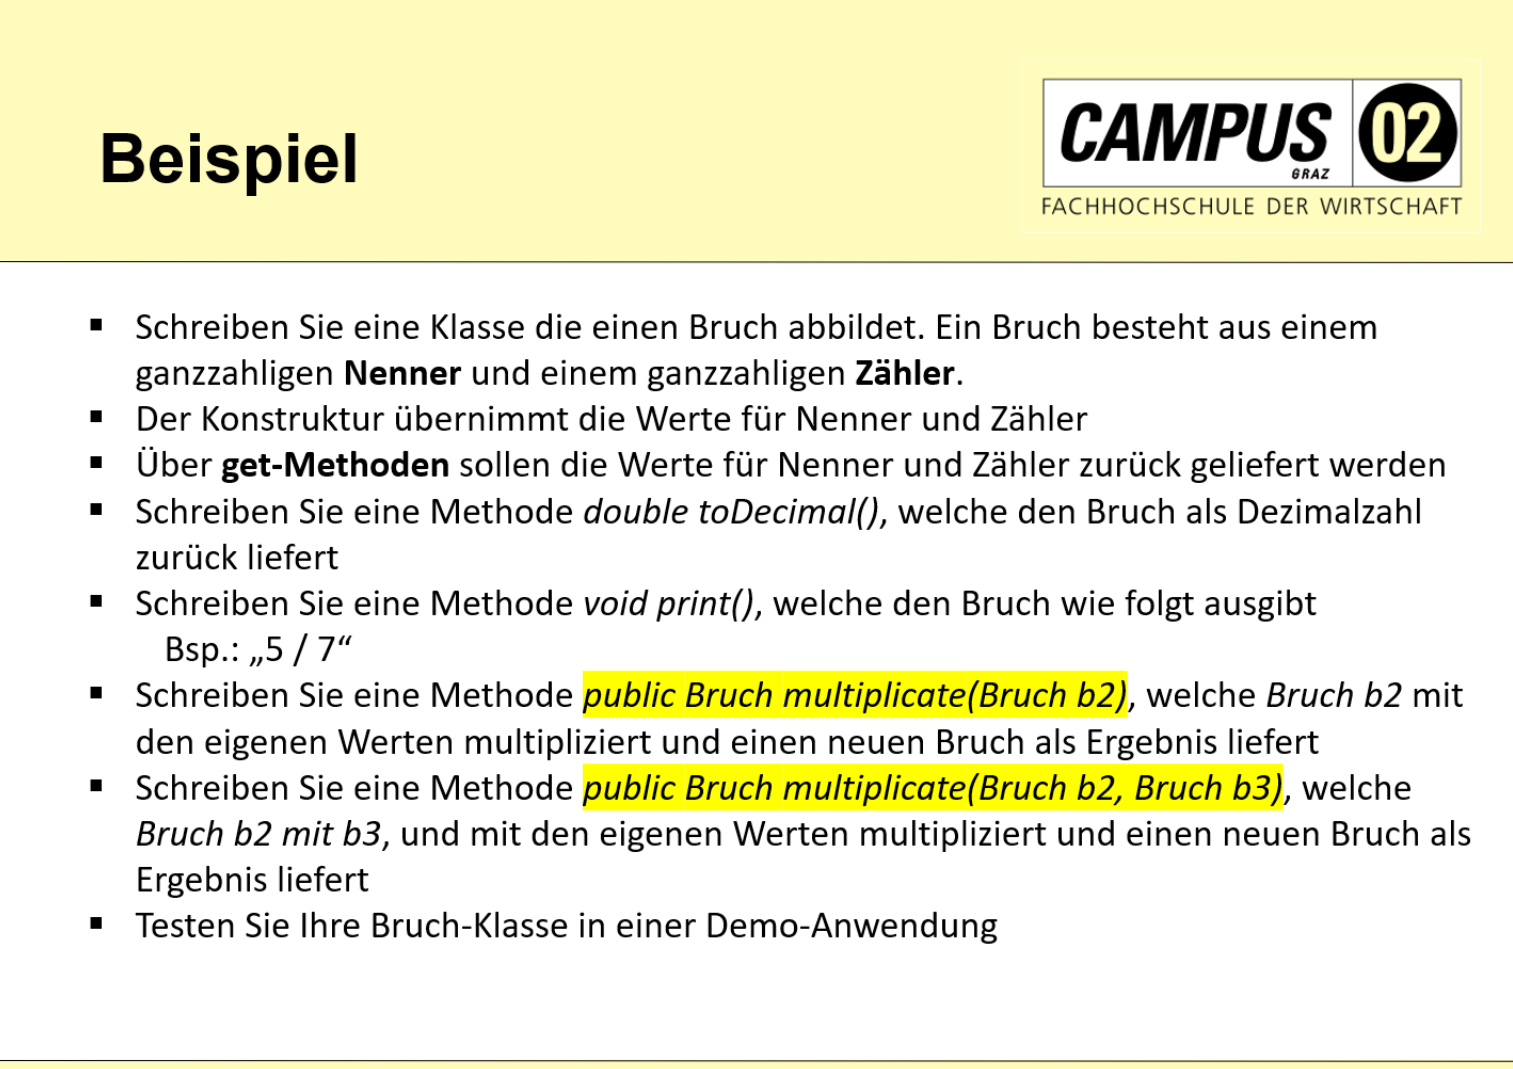 Beispiel
CAMPUS 02
GRAZ
FACHHOCHSCHULE DER WIRTSCHAFT
▪ Schreiben Sie eine Klasse die einen Bruch abbildet. Ein Bruch besteht aus einem
ganzzahligen Nenner und einem ganzzahligen Zähler.
▪ Der Konstruktur übernimmt die Werte für Nenner und Zähler
▪ Über get-Methoden sollen die Werte für Nenner und Zähler zurück geliefert werden
▪ Schreiben Sie eine Methode double toDecimal(), welche den Bruch als Dezimalzahl
zurück liefert
▪ Schreiben Sie eine Methode void print(), welche den Bruch wie folgt ausgibt
Bsp.: „5 / 7“
▪ Schreiben Sie eine Methode public Bruch multiplicate(Bruch b2), welche Bruch b2 mit
den eigenen Werten multipliziert und einen neuen Bruch als Ergebnis liefert
▪ Schreiben Sie eine Methode public Bruch multiplicate(Bruch b2, Bruch b3), welche
Bruch b2 mit b3, und mit den eigenen Werten multipliziert und einen neuen Bruch als
Ergebnis liefert
▪ Testen Sie Ihre Bruch-Klasse in einer Demo-Anwendung